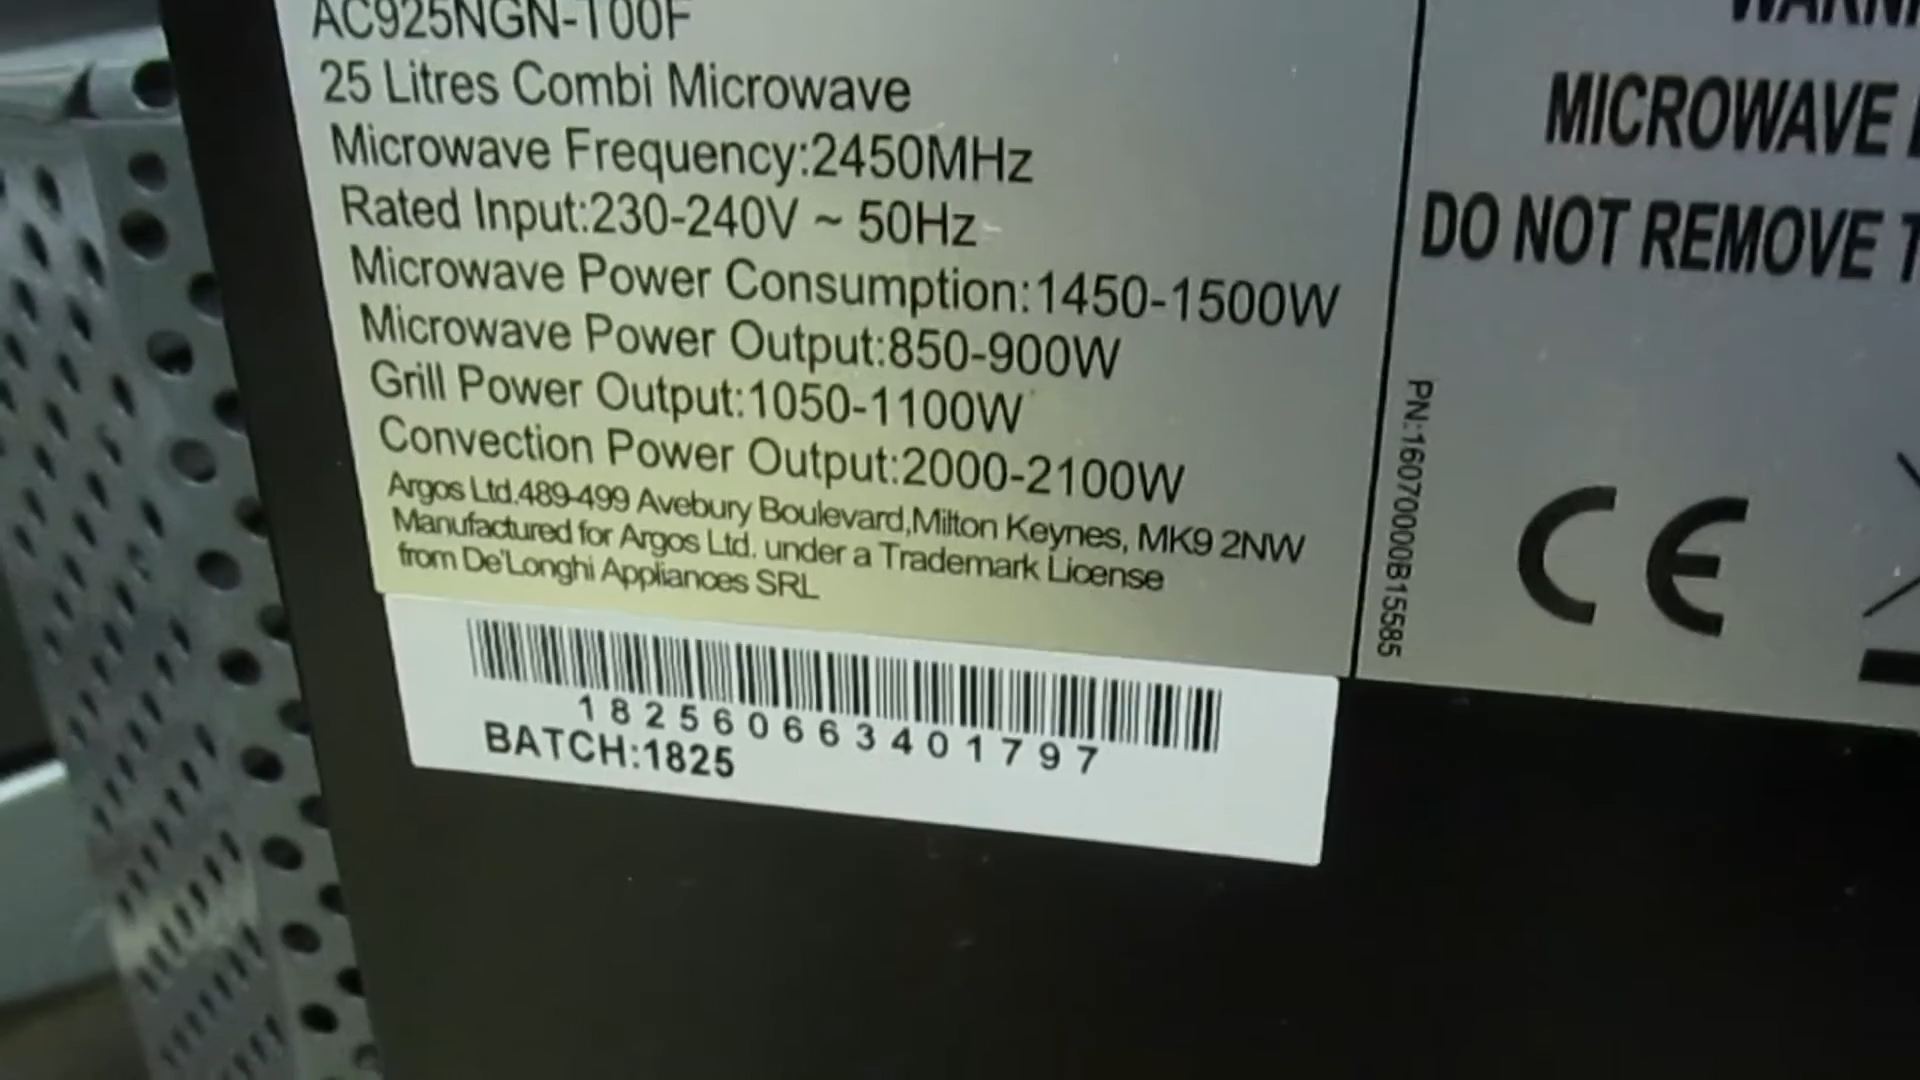 AC925NGN-T00F
25 Litres Combi Microwave
Microwave Frequency:2450MHz
Rated Input:230-240V ~ 50Hz
Microwave Power Consumption:1450-1500W
Microwave Power Output:850-900W
Grill Power Output:1050-1100W
Convection Power Output:2000-2100W
Argos Ltd.489-499 Avebury Boulevard,Milton Keynes, MK9 2NW
Manufactured for Argos Ltd. under a Trademark License
from De'Longhi Appliances SRL
182560663401797
BATCH:1825
MICROWAVE
DO NOT REMOVE
PN:16070000B15585
CE